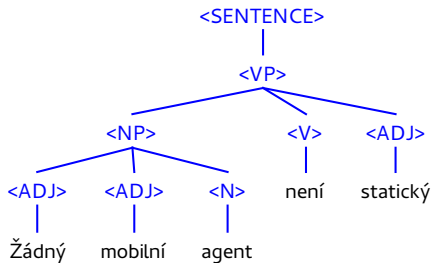 <SENTENCE>
<VP>
<NP> <V> <ADJ>
<ADJ> <ADJ> <N> není statický
Žádný mobilní agent